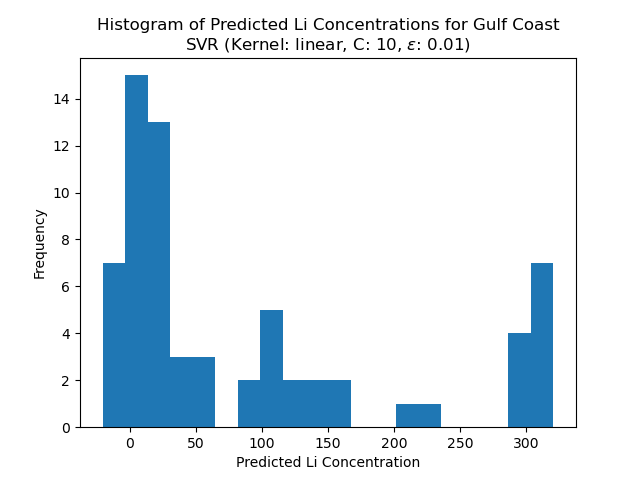 Histogram of Predicted Li Concentrations for Gulf Coast
SVR (Kernel: linear, C: 10, ε: 0.01)
Frequency
14
12
10
8
6
4
2
0
0 50 100 150 200 250 300
Predicted Li Concentration